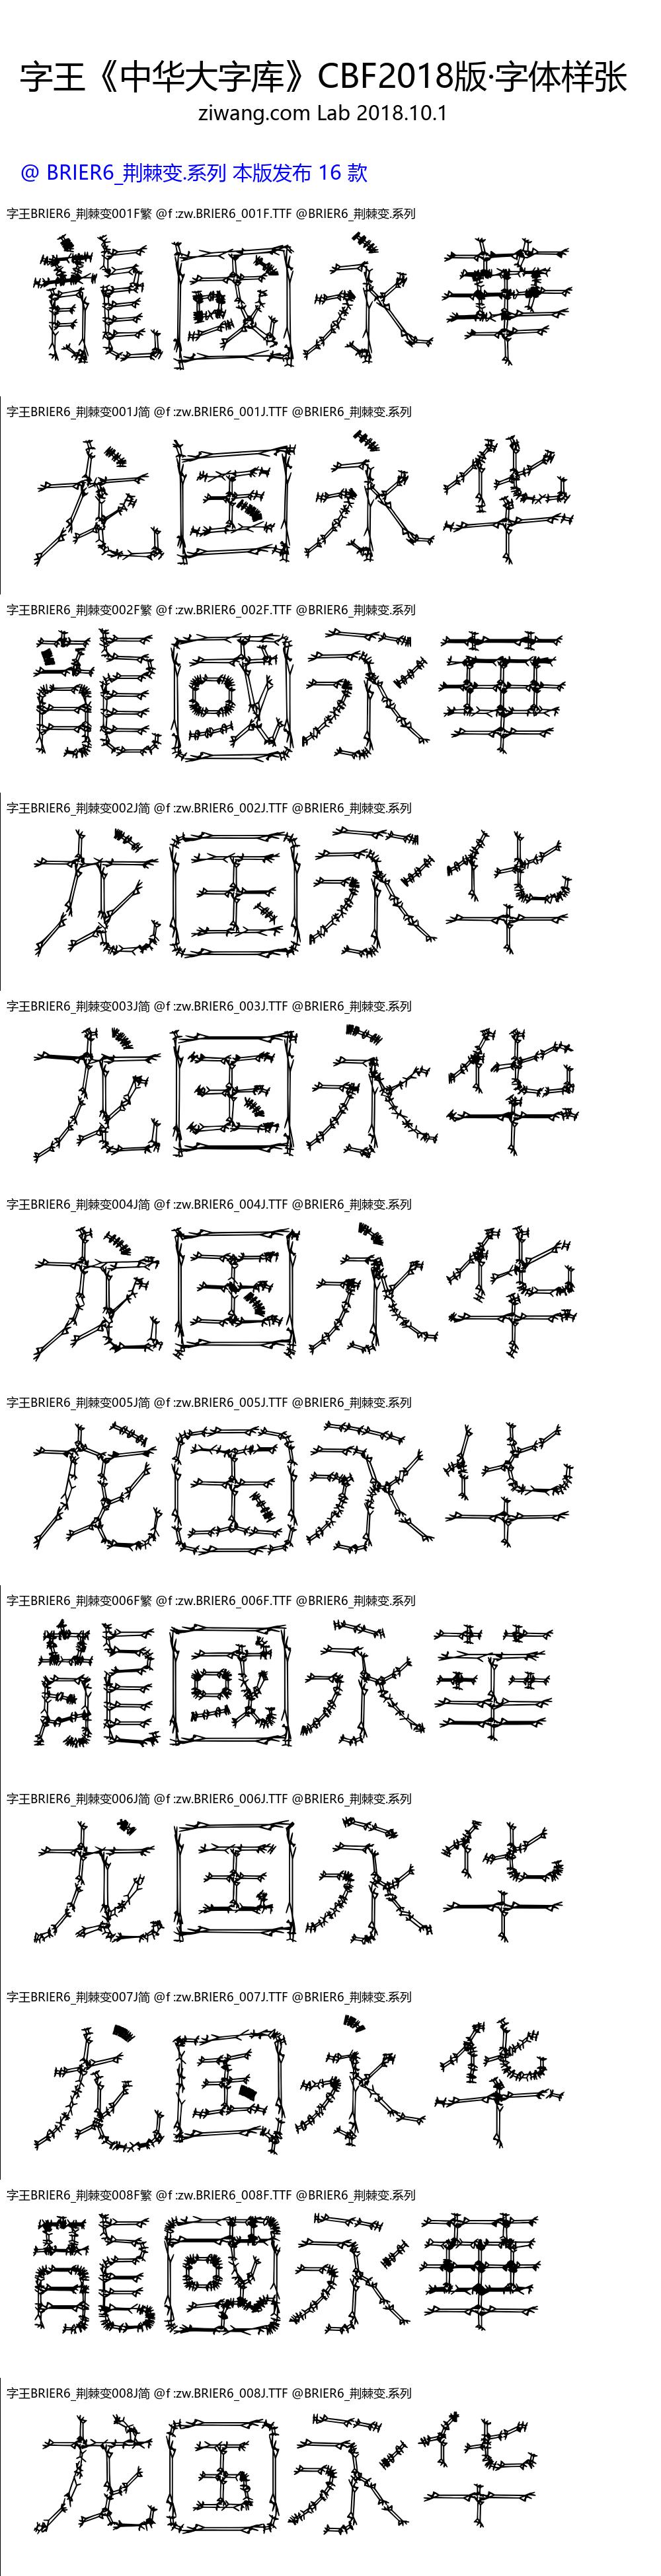 字王《中华大字库》CBF2018版·字体样张
ziwang.com Lab 2018.10.1
@ BRIER6_荆棘变.系列 本版发布 16 款
字王BRIER6_荆棘变001F繁 @f :zw.BRIER6_001F.TTF @BRIER6_荆棘变.系列
龍國永華
字王BRIER6_荆棘变001J简 @f :zw.BRIER6_001J.TTF @BRIER6_荆棘变.系列
龙国永华
字王BRIER6_荆棘变002F繁 @f :zw.BRIER6_002F.TTF @BRIER6_荆棘变.系列
龍國永華
字王BRIER6_荆棘变002J简 @f :zw.BRIER6_002J.TTF @BRIER6_荆棘变.系列
龙国永华
字王BRIER6_荆棘变003J简 @f :zw.BRIER6_003J.TTF @BRIER6_荆棘变.系列
龙国永华
字王BRIER6_荆棘变004J简 @f :zw.BRIER6_004J.TTF @BRIER6_荆棘变.系列
龙国永华
字王BRIER6_荆棘变005J简 @f :zw.BRIER6_005J.TTF @BRIER6_荆棘变.系列
龙国永华
字王BRIER6_荆棘变006F繁 @f :zw.BRIER6_006F.TTF @BRIER6_荆棘变.系列
龍國永華
字王BRIER6_荆棘变006J简 @f :zw.BRIER6_006J.TTF @BRIER6_荆棘变.系列
龙国永华
字王BRIER6_荆棘变007J简 @f :zw.BRIER6_007J.TTF @BRIER6_荆棘变.系列
龙国永华
字王BRIER6_荆棘变008F繁 @f :zw.BRIER6_008F.TTF @BRIER6_荆棘变.系列
龍國永華
字王BRIER6_荆棘变008J简 @f :zw.BRIER6_008J.TTF @BRIER6_荆棘变.系列
龙国永华